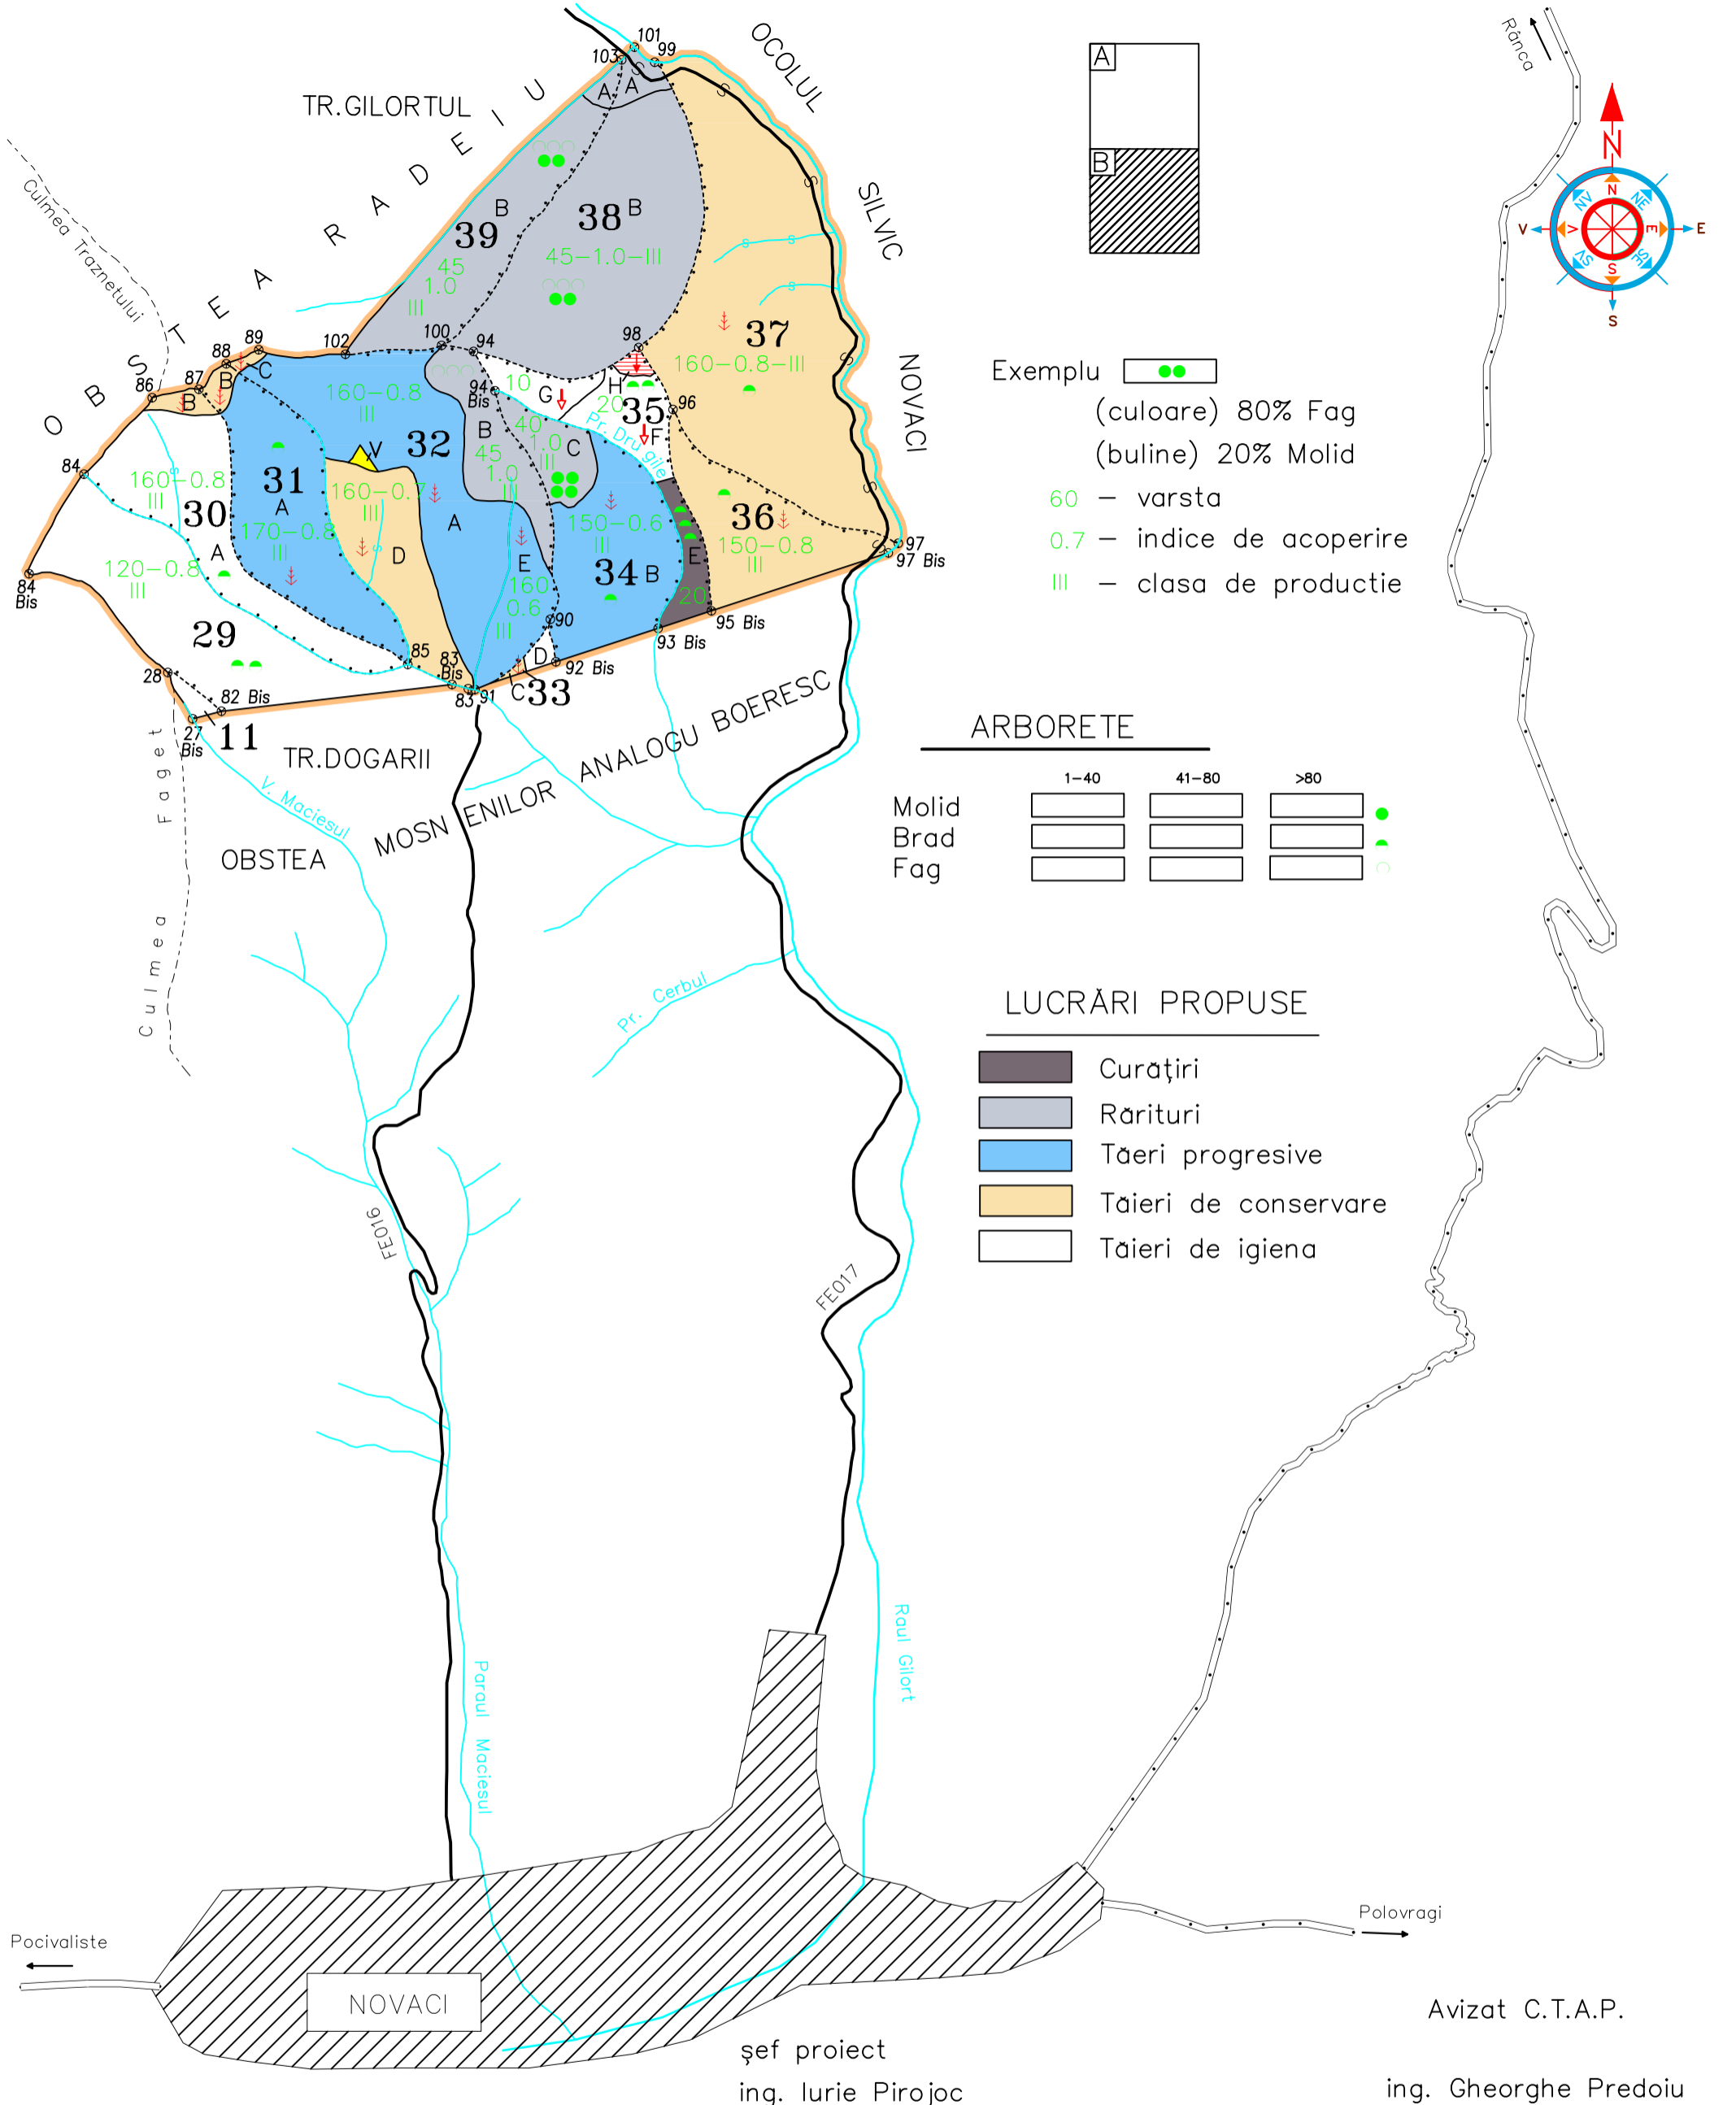 Rânca
101
103
99
OCOLUL
SILVIC
NOVACI
TR.GILORTUL
OBSTEA RADEIU
Culmea Traznetului
A
A
S
S
A
B
N
NV
NE
V
E
SV
SE
S
39
B
45
1.0
III
38
B
45-1.0-III
37
160-0.8-III
102
100
94
98
94
Bis
96
89
88
87
86
84
84
Bis
B
B
C
160-0.8
III
32
V
10
G
H
20
35
F
Pr. Drugile
40
1.0
III
C
B
45
1.0
III
160-0.8
III
30
31
A
170-0.8
III
160-0.7
III
D
A
E
160
0.6
III
150-0.6
III
34
B
E
20
36
150-0.8
III
97
97 Bis
A
120-0.8
III
29
85
83
Bis
83
91
90
92 Bis
93 Bis
95 Bis
C
D
33
28
27
Bis
82 Bis
11
TR.DOGARII
OBSTEA MOSNENILOR ANALOGU BOERESC
V. Maciesul
Culmea Faget
Pr. Cerbul
FE016
FE017
Paraul Maciesul
Raul Gilort
Exemplu
(culoare) 80% Fag
(buline) 20% Molid
60 – varsta
0.7 – indice de acoperire
III – clasa de productie
ARBORETE
1-40 41-80 >80
Molid
Brad
Fag
LUCRĂRI PROPUSE
Curăţiri
Rărituri
Tăeri progresive
Tăieri de conservare
Tăieri de igiena
Pocivaliste
Polovragi
NOVACI
şef proiect
ing. Iurie Pirojoc
Avizat C.T.A.P.
ing. Gheorghe Predoiu